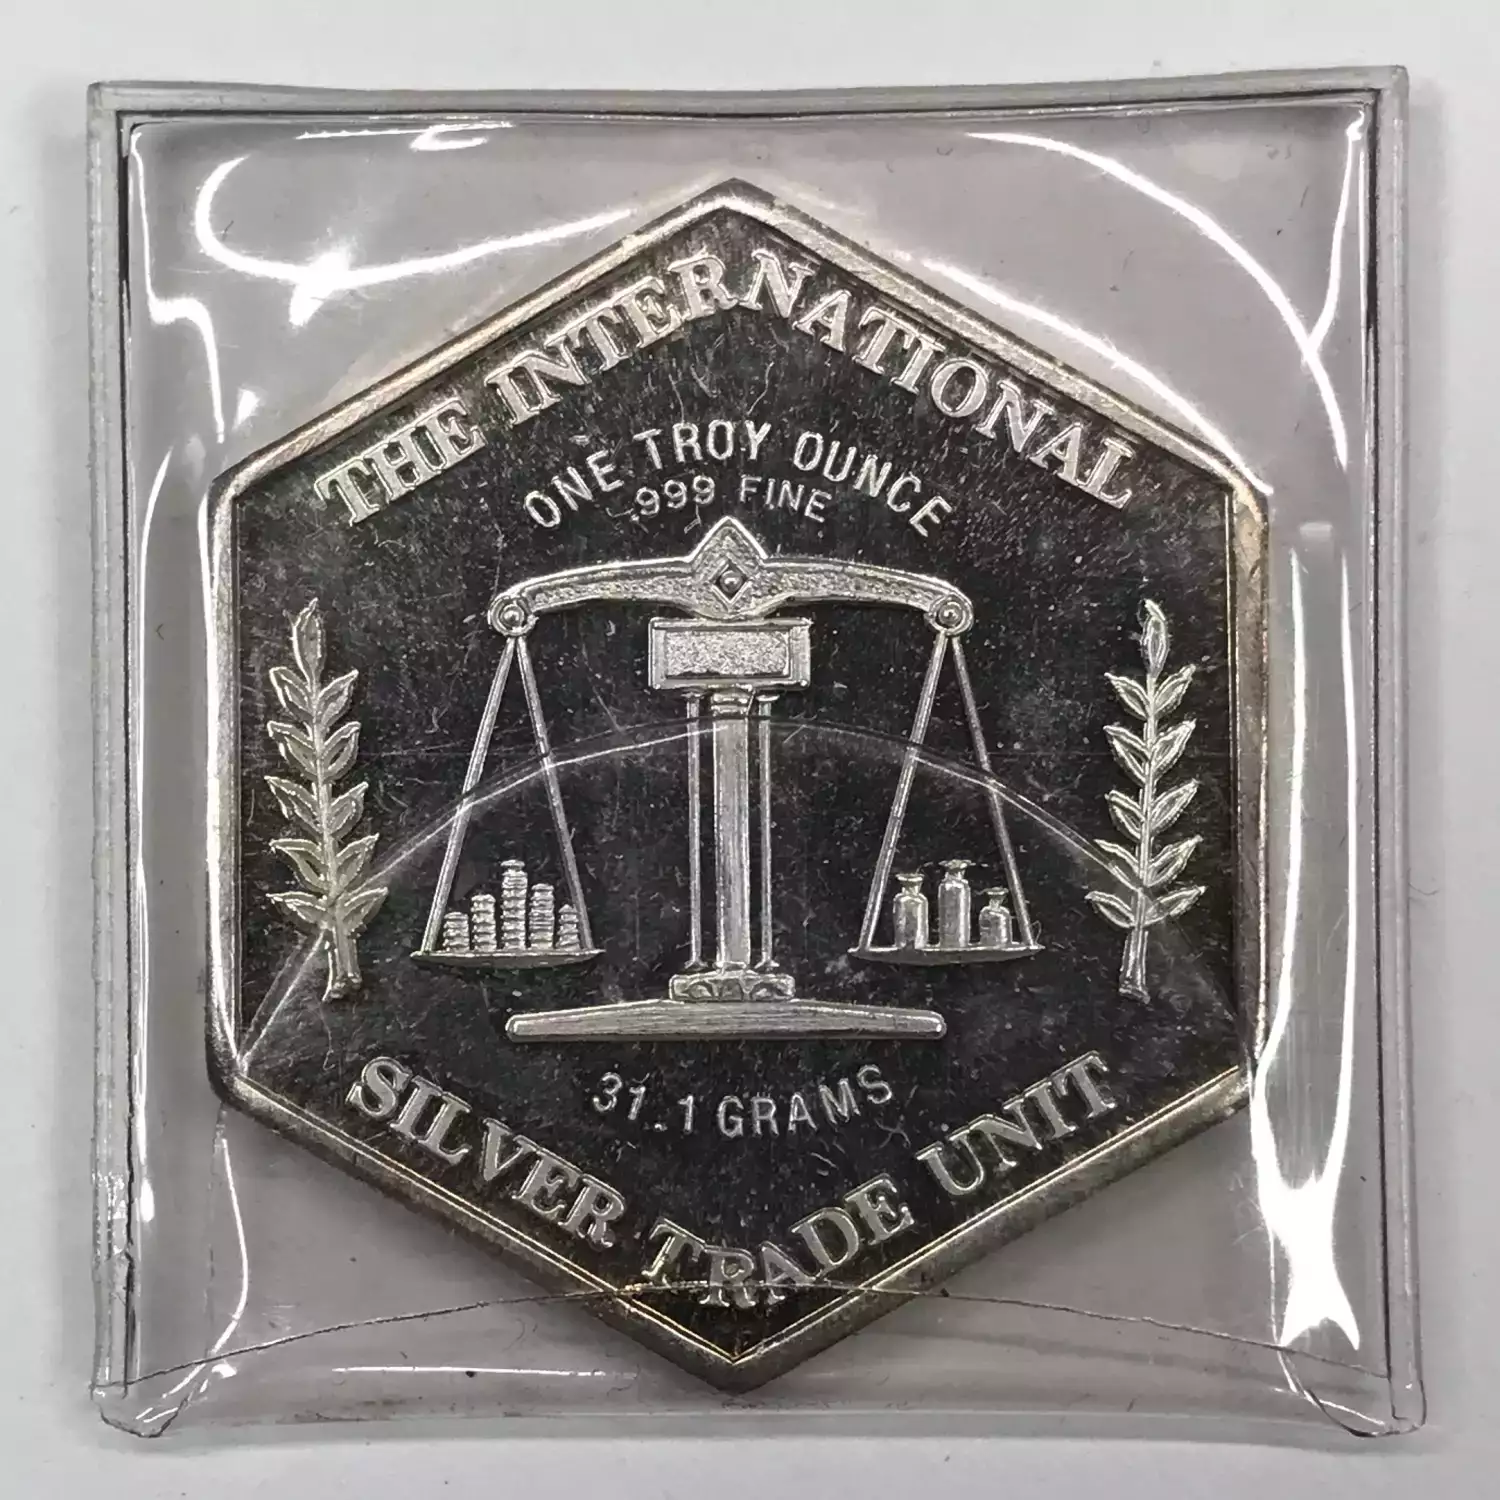 THE INTERNATIONAL
ONE TROY OUNCE
.999 FINE
31.1 GRAMS
SILVER TRADE UNIT